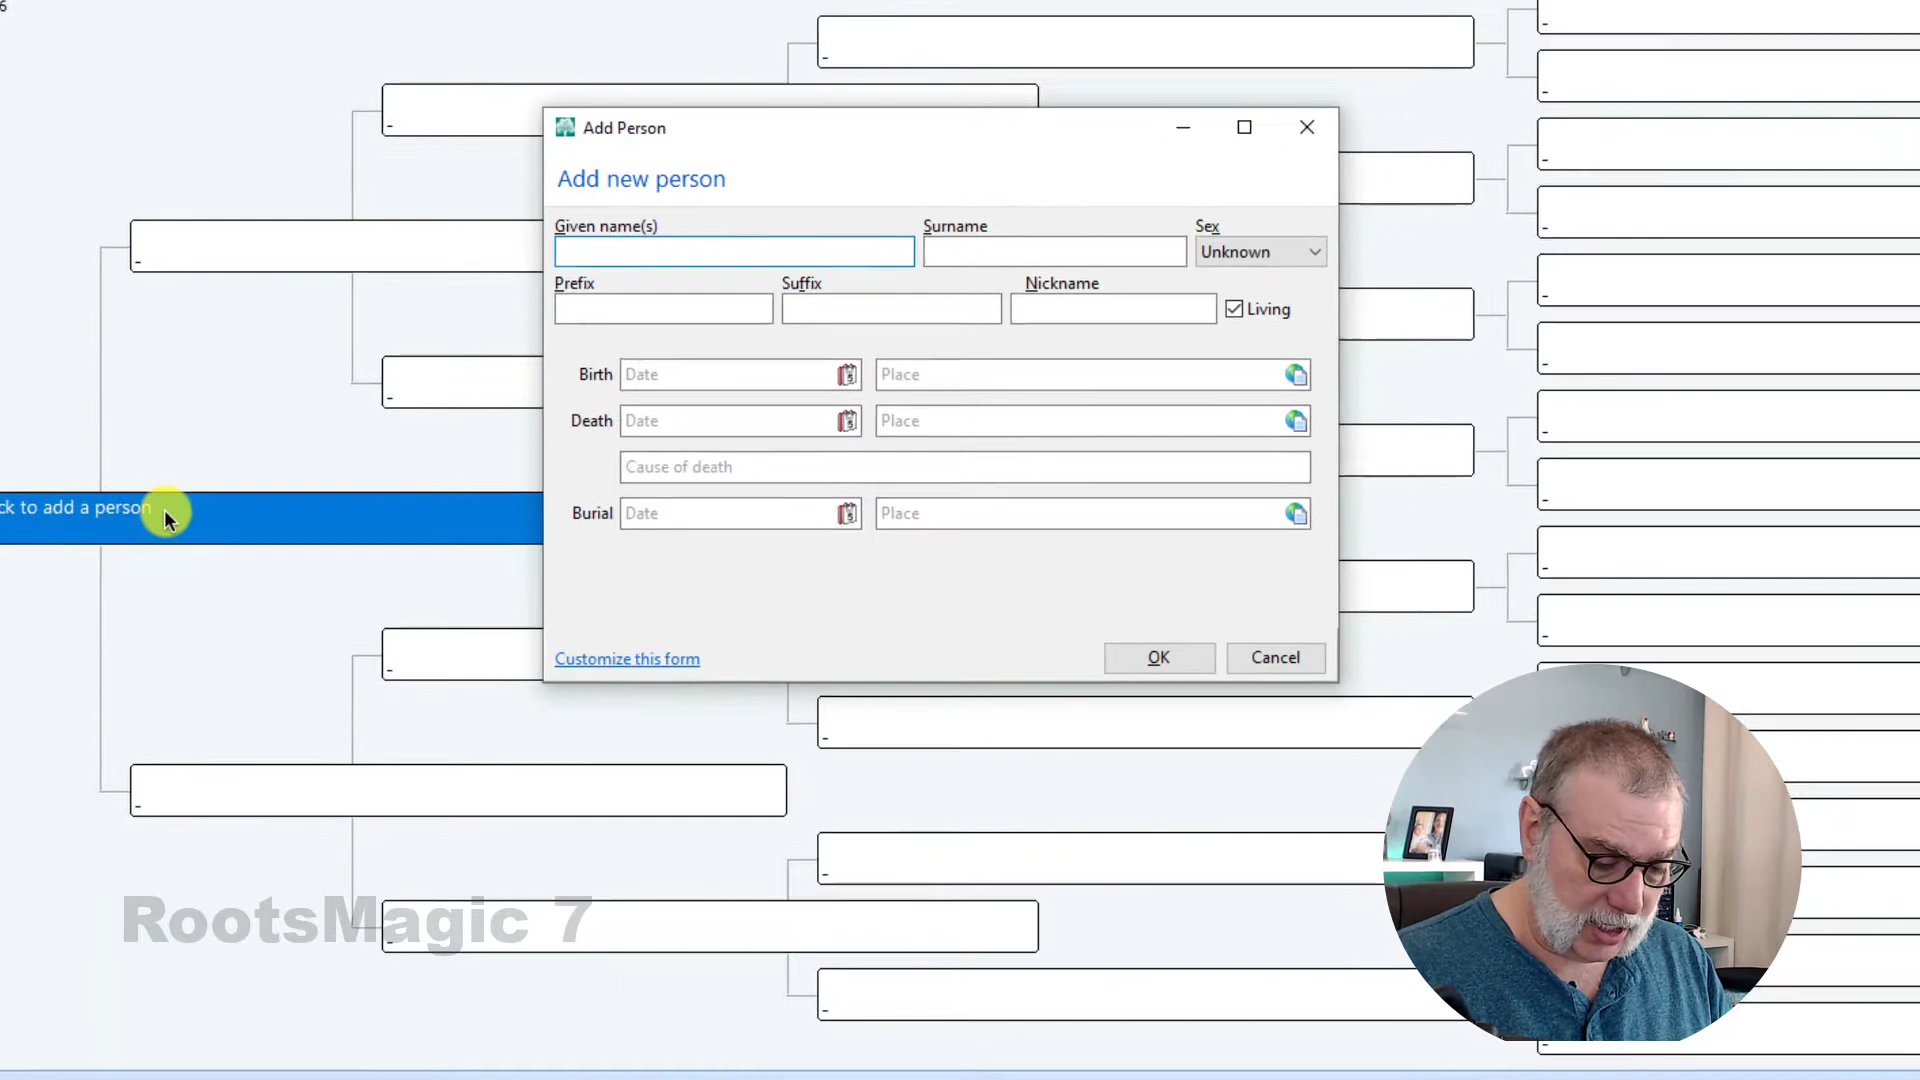 6
Add Person
Add new person
Given name(s) Surname Sex
Unknown
Prefix Suffix Nickname
Living
Birth Date Place
Death Date Place
Cause of death
ck to add a person
Burial Date Place
Customize this form OK Cancel
RootsMagic 7